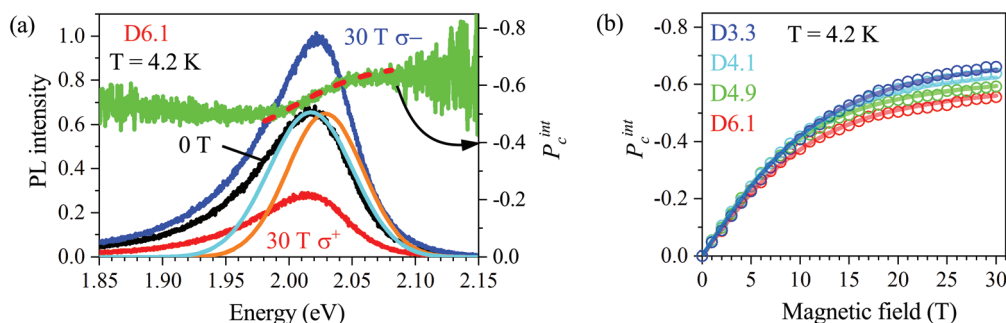 (a)
D6.1
T = 4.2 K
30 T σ−
0 T
30 T σ+
PL intensity
1.0
0.8
0.6
0.4
0.2
0.0
-0.8
-0.6
-0.4
-0.2
0.0
P_c^int
1.85 1.90 1.95 2.00 2.05 2.10 2.15
Energy (eV)
(b)
D3.3
T = 4.2 K
D4.1
D4.9
D6.1
P_c^int
-0.8
-0.6
-0.4
-0.2
0.0
0 5 10 15 20 25 30
Magnetic field (T)